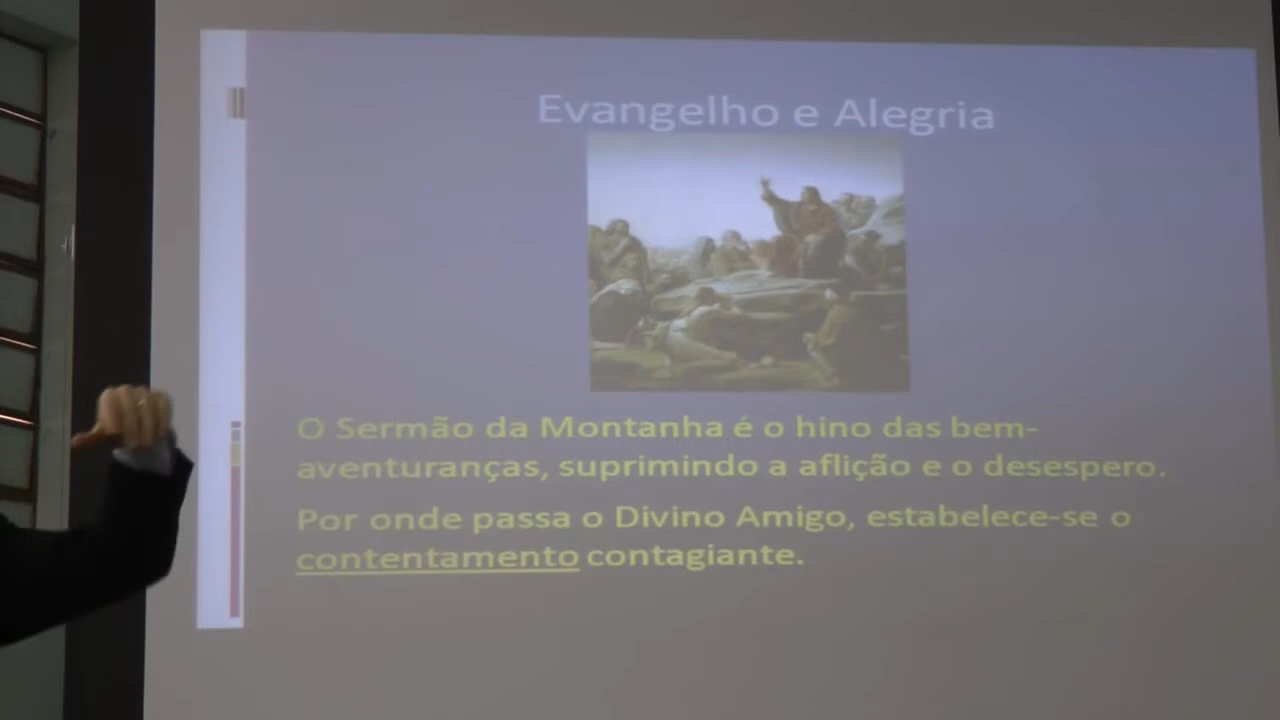 Evangelho e Alegria
O Sermão da Montanha é o hino das bem-
aventuranças, suprimindo a aflição e o desespero.
Por onde passa o Divino Amigo, estabelece-se o
contentamento contagiante.